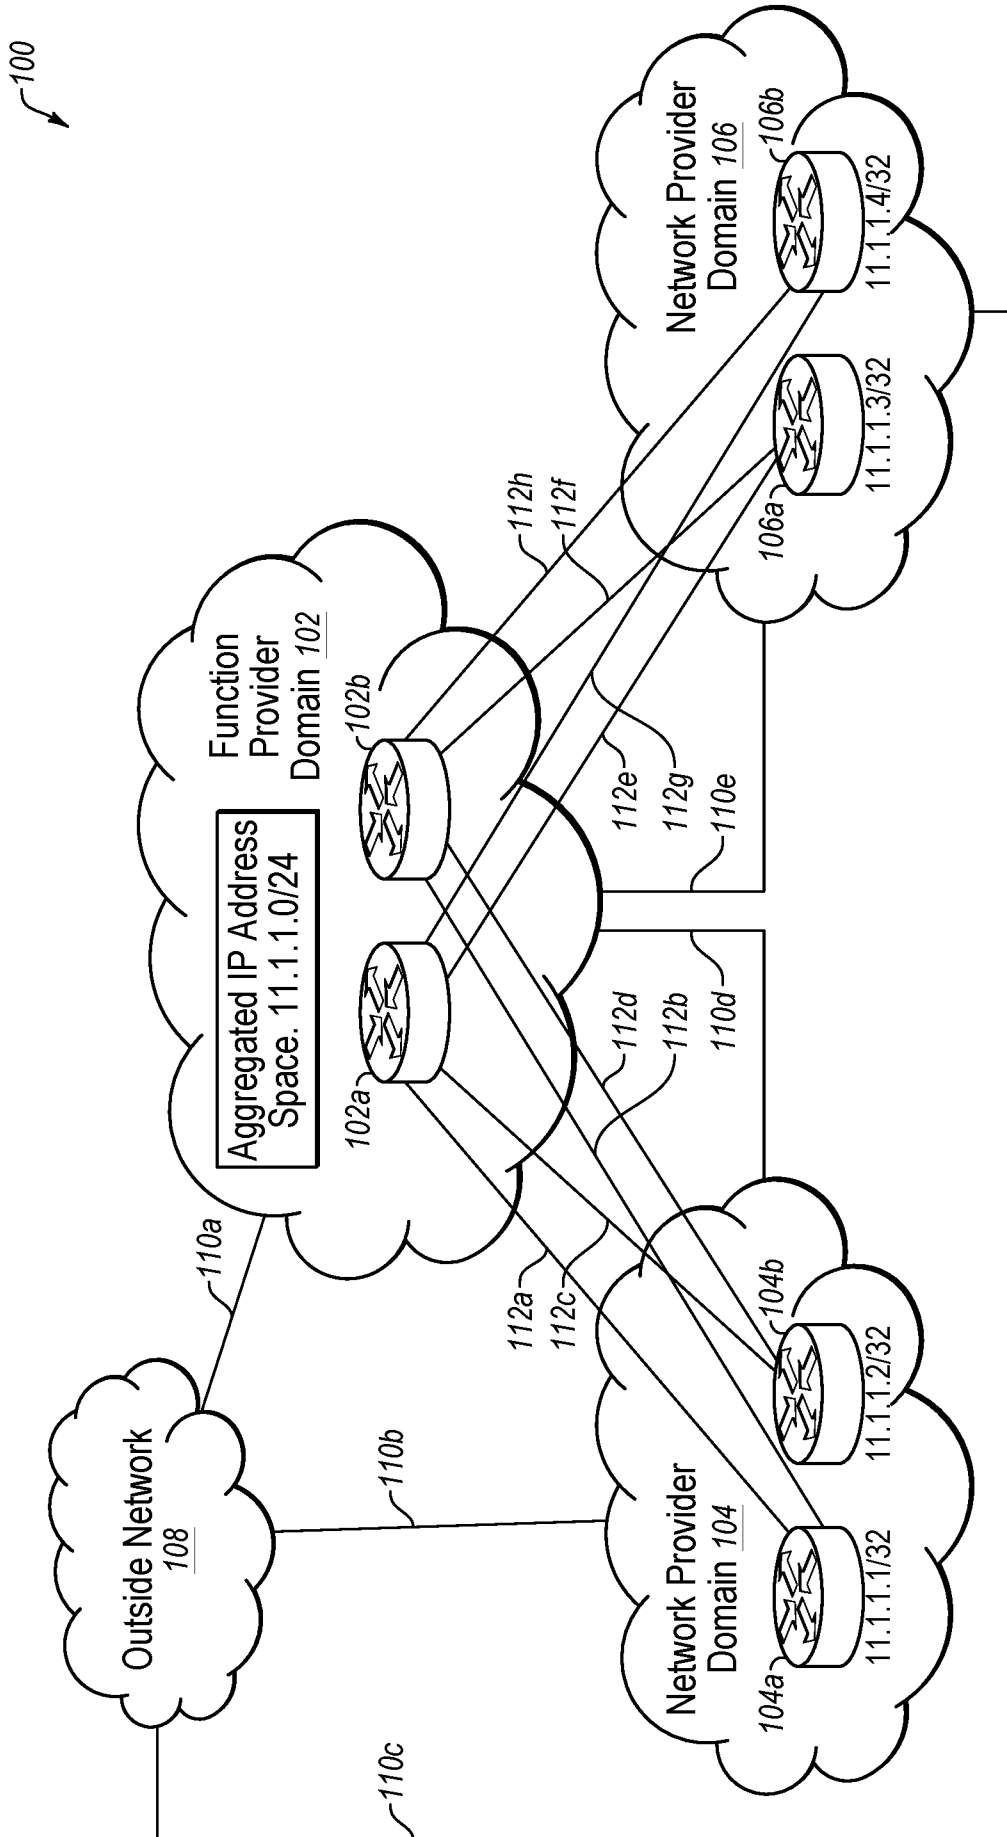 100
Outside Network
108
110a
110b
110c
Aggregated IP Address
Space. 11.1.1.0/24
Function
Provider
Domain 102
102a
102b
112a
112c
112d
112b
110d
112e
112g
110e
112h
112f
Network Provider
Domain 104
104a
11.1.1.1/32
104b
11.1.1.2/32
Network Provider
Domain 106
106a
11.1.1.3/32
106b
11.1.1.4/32